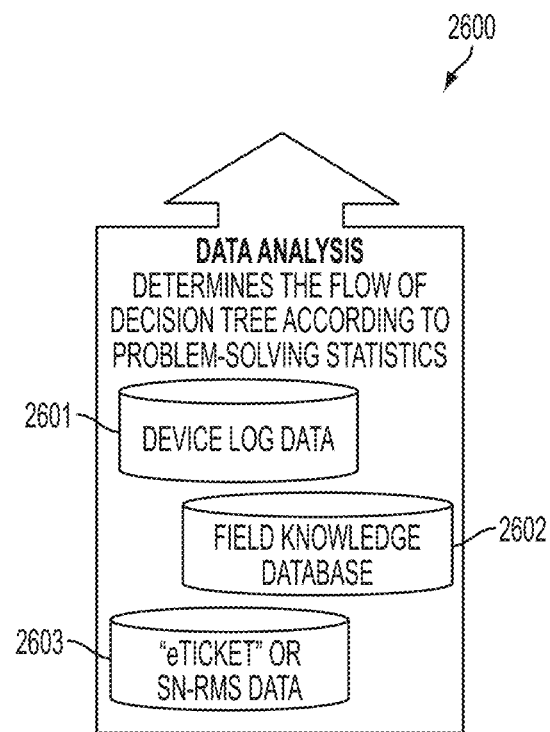 2600
DATA ANALYSIS
DETERMINES THE FLOW OF
DECISION TREE ACCORDING TO
PROBLEM-SOLVING STATISTICS
2601
DEVICE LOG DATA
FIELD KNOWLEDGE
DATABASE
2602
2603
"eTICKET" OR
SN-RMS DATA